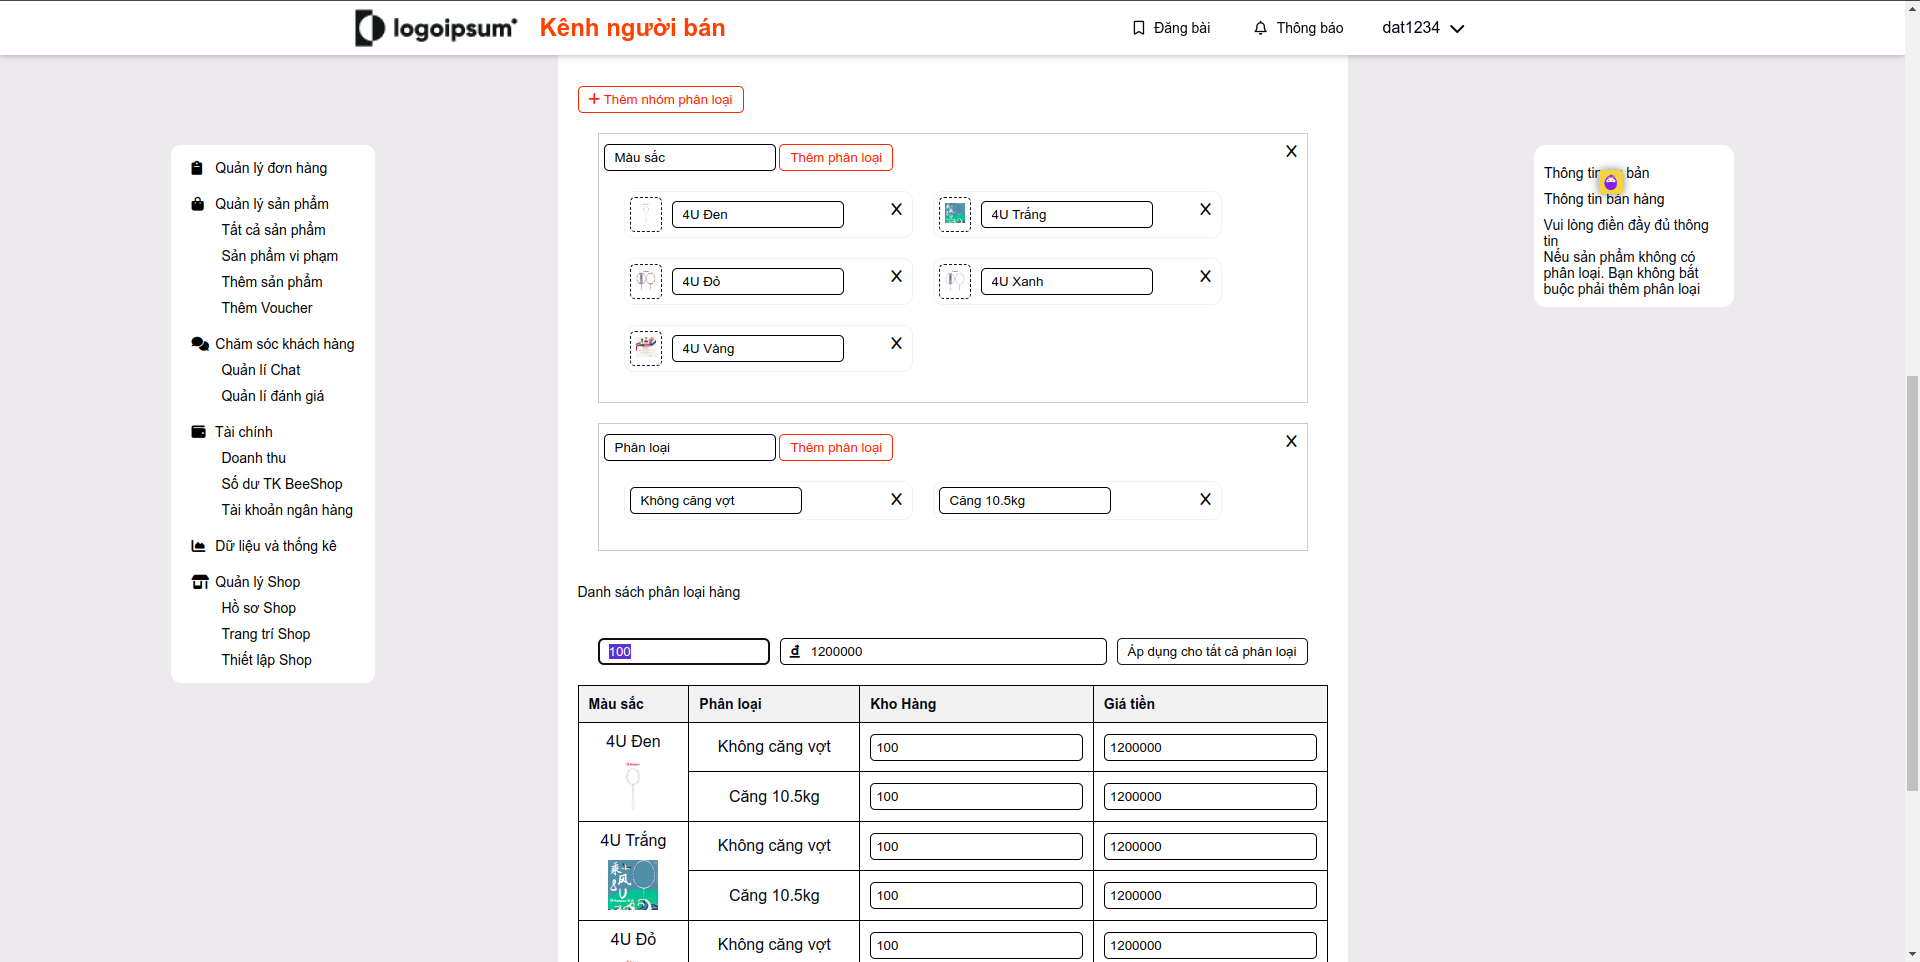 logoipsum
Kênh người bán
Đăng bài
Thông báo
dat1234
Quản lý đơn hàng
Quản lý sản phẩm
Tất cả sản phẩm
Sản phẩm vi phạm
Thêm sản phẩm
Thêm Voucher
Chăm sóc khách hàng
Quản lí Chat
Quản lí đánh giá
Tài chính
Doanh thu
Số dư TK BeeShop
Tài khoản ngân hàng
Dữ liệu và thống kê
Quản lý Shop
Hồ sơ Shop
Trang trí Shop
Thiết lập Shop
Thêm nhóm phân loại
Màu sắc
Thêm phân loại
X
4U Đen
X
4U Trắng
X
4U Đỏ
X
4U Xanh
X
4U Vàng
X
Phân loại
Thêm phân loại
X
Không căng vợt
X
Căng 10.5kg
X
Danh sách phân loại hàng
100
đ 1200000
Áp dụng cho tất cả phân loại
Màu sắc Phân loại Kho Hàng Giá tiền
4U Đen
Không căng vợt 100 1200000
Căng 10.5kg 100 1200000
4U Trắng
Không căng vợt 100 1200000
Căng 10.5kg 100 1200000
4U Đỏ
Không căng vợt 100 1200000
Thông tin bản
Thông tin bán hàng
Vui lòng điền đầy đủ thông
tin
Nếu sản phẩm không có
phân loại. Bạn không bắt
buộc phải thêm phân loại